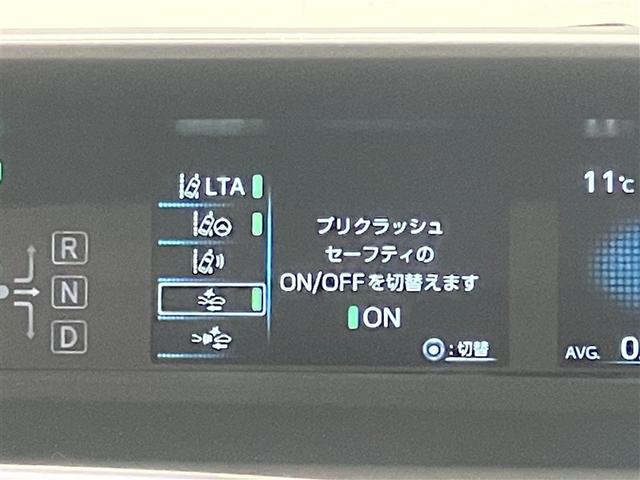 LTA
プリクラッシュ
セーフティの
ON/OFFを切替えます
ON
:切替
R
N
D
11℃
AVG.